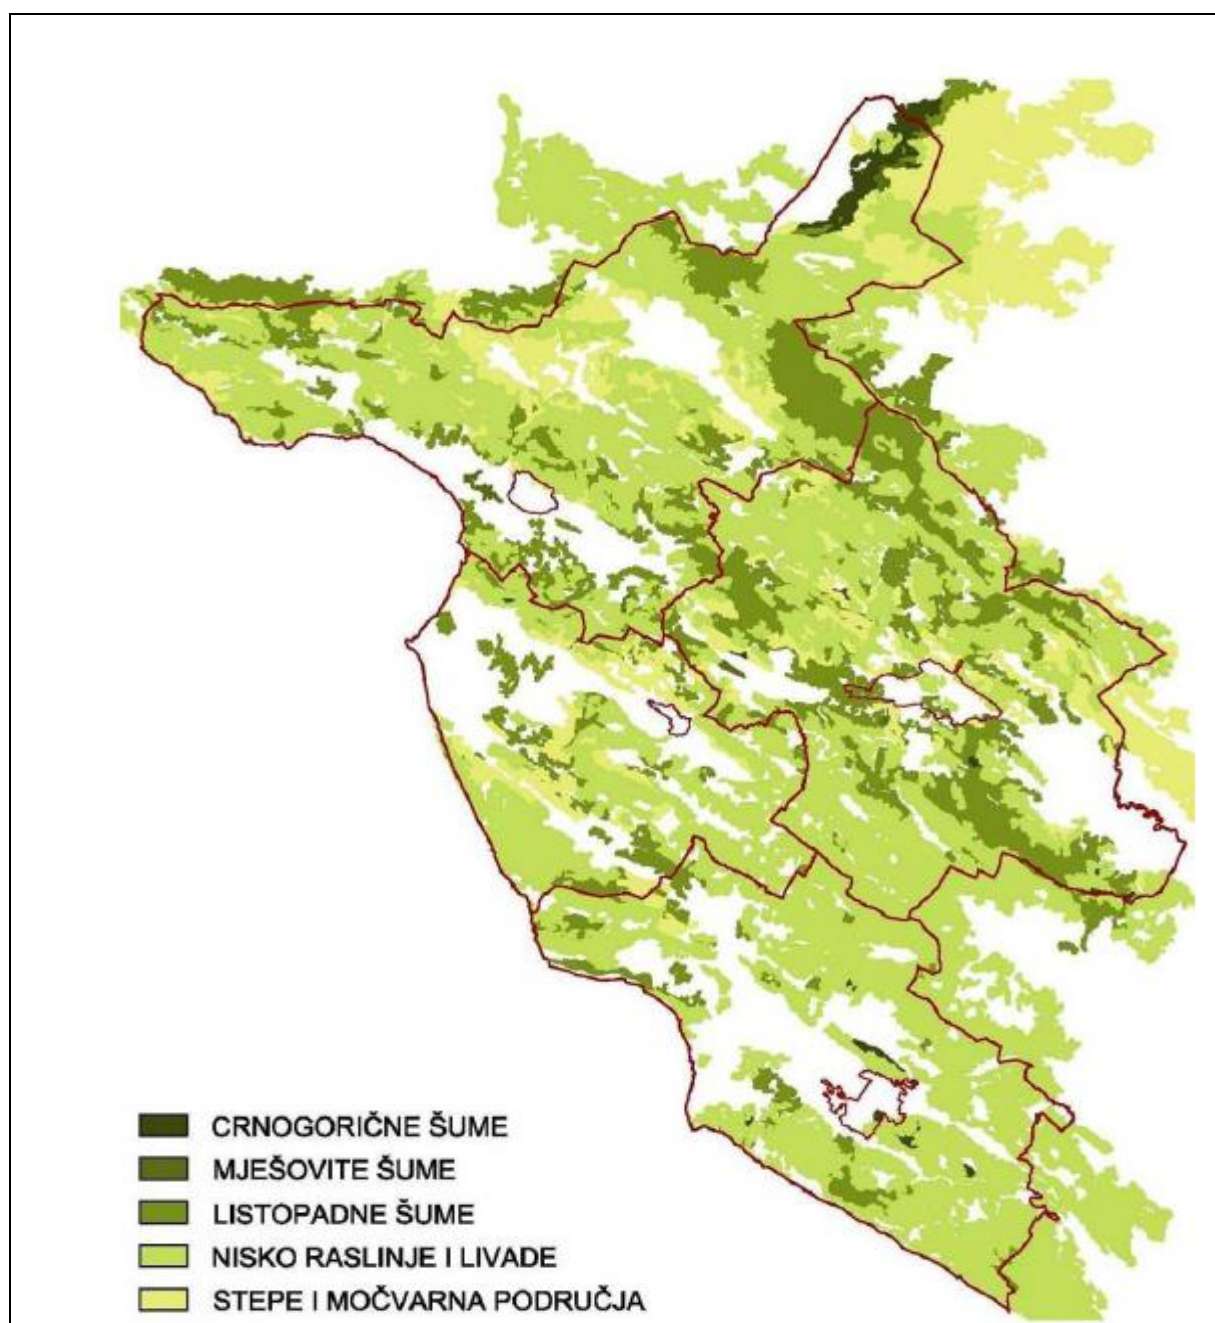 CRNOGORIČNE ŠUME
MJEŠOVITE ŠUME
LISTOPADNE ŠUME
NISKO RASLINJE I LIVADE
STEPE I MOČVARNA PODRUČJA